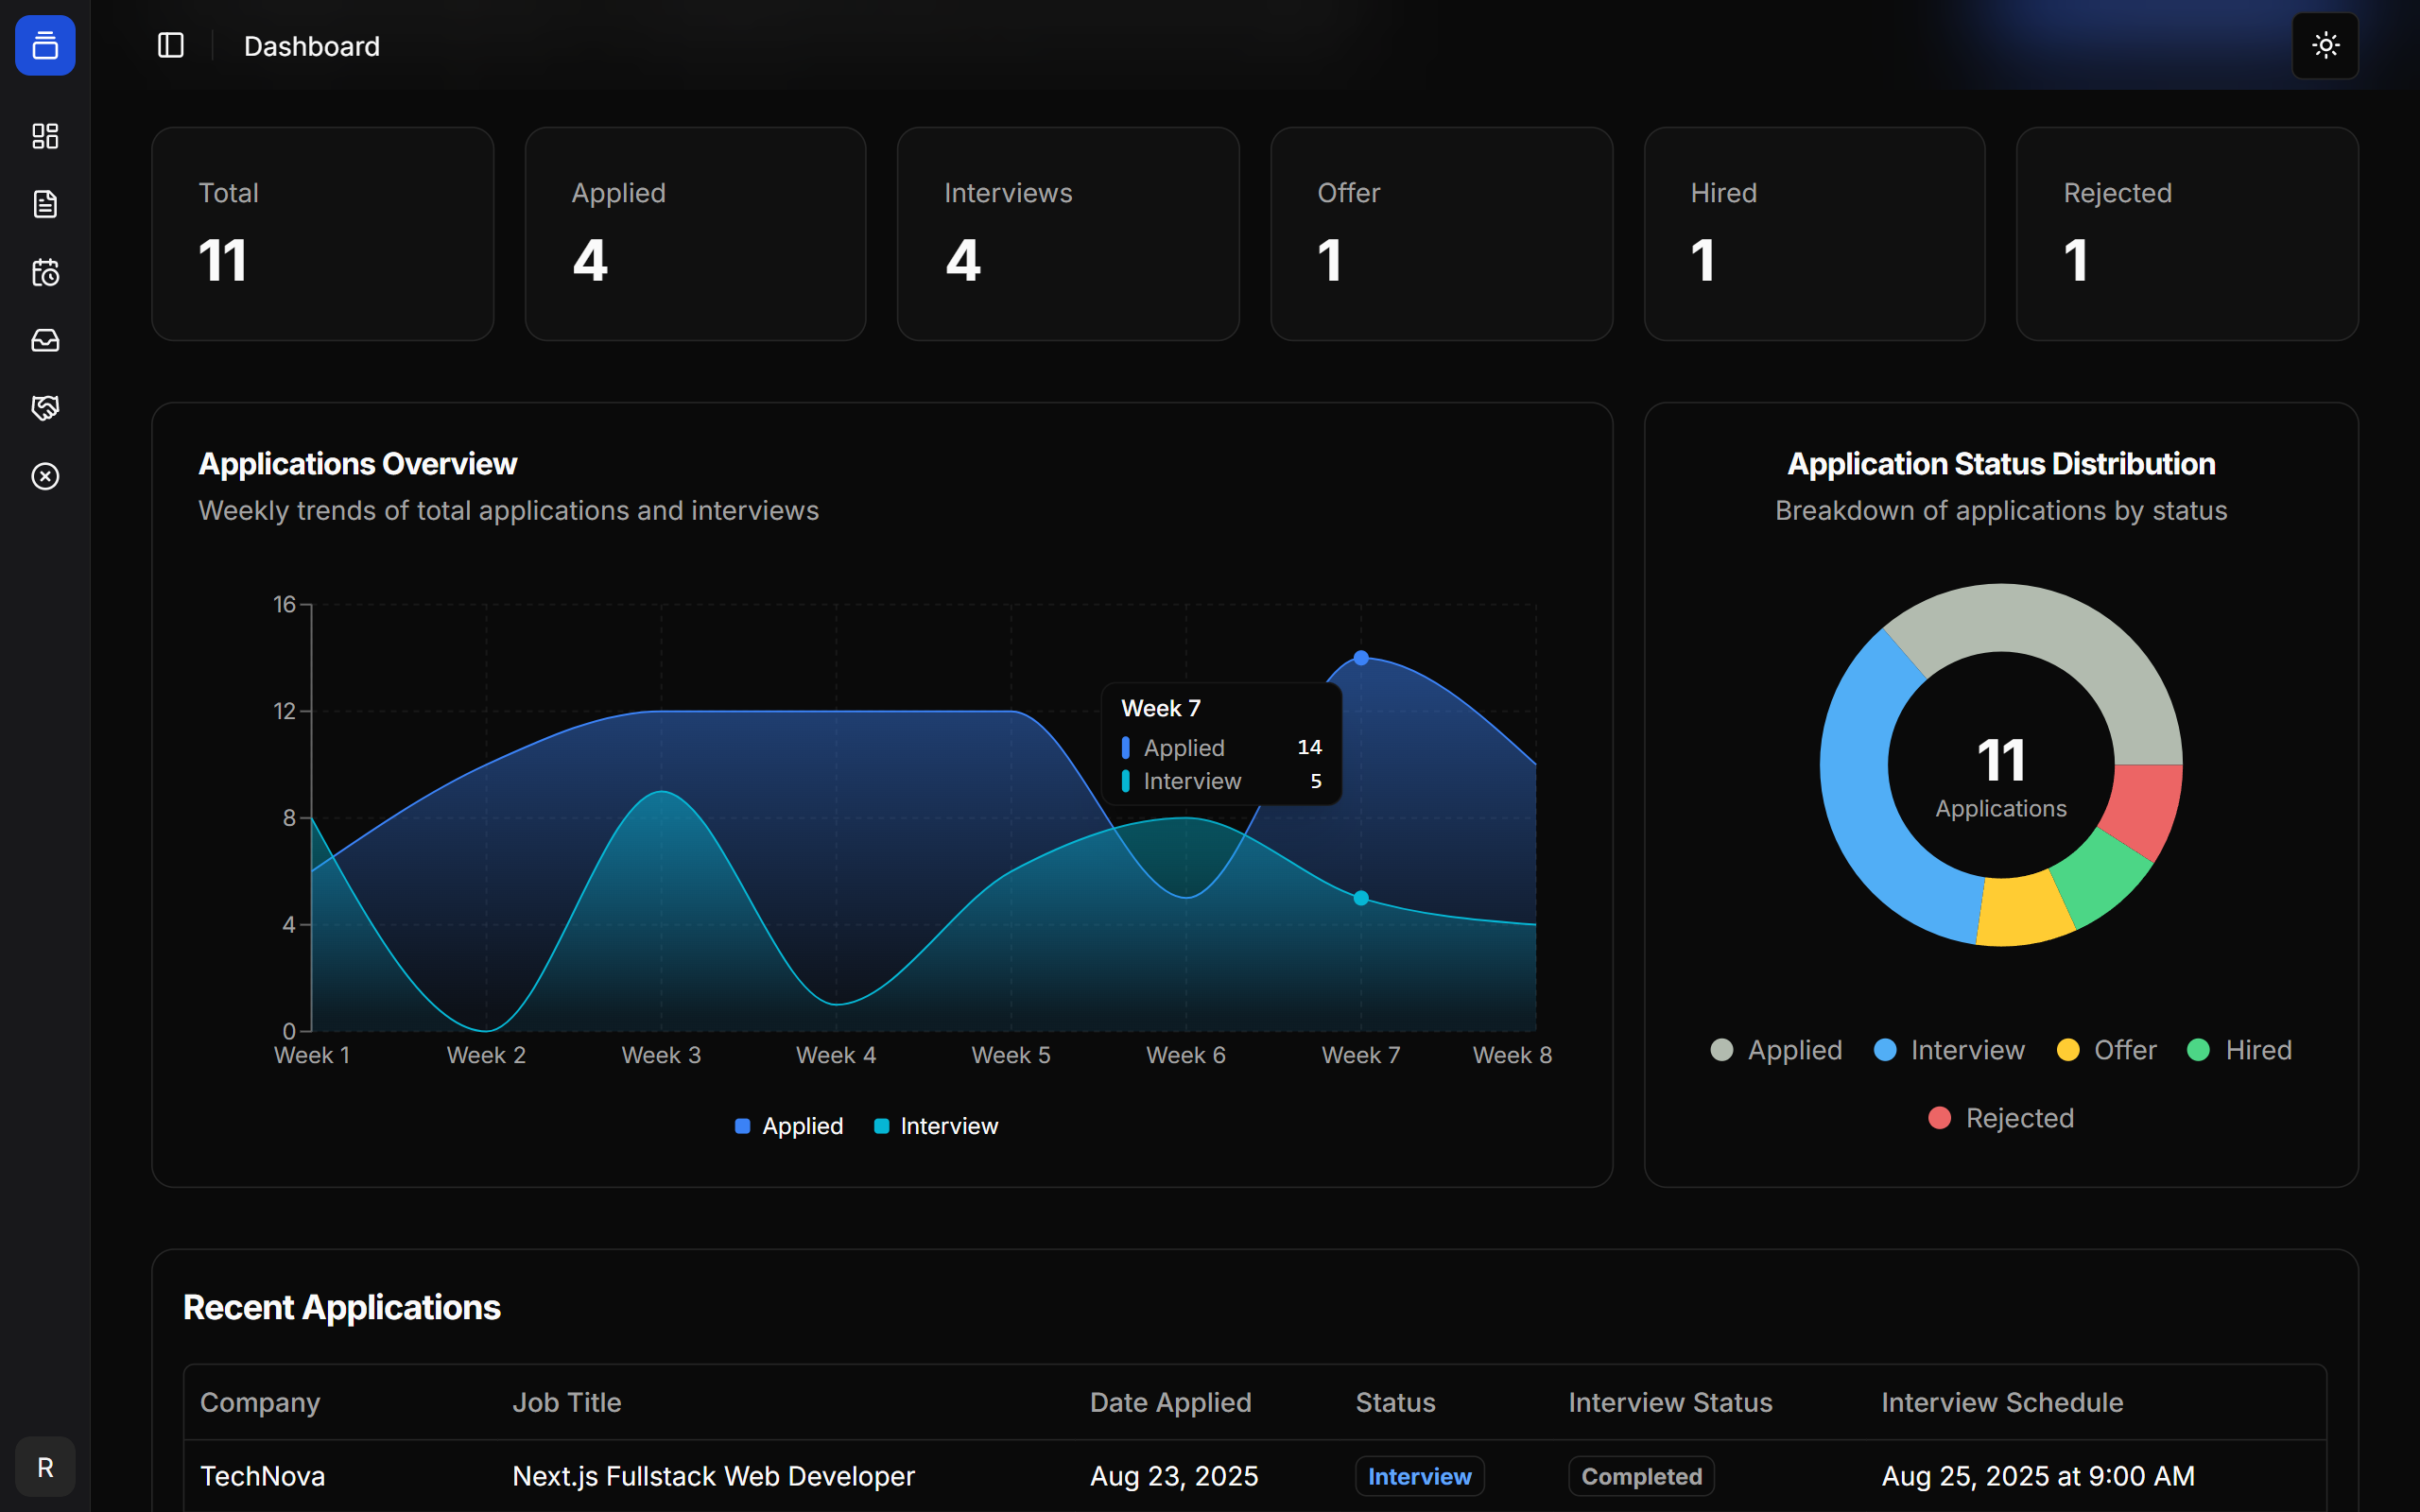 Dashboard
Total
11
Applied
4
Interviews
4
Offer
1
Hired
1
Rejected
1
Applications Overview
Weekly trends of total applications and interviews
16
12
8
4
0
Week 1
Week 2
Week 3
Week 4
Week 5
Week 6
Week 7
Week 8
Week 7
Applied 14
Interview 5
Applied Interview
Application Status Distribution
Breakdown of applications by status
11
Applications
Applied Interview Offer Hired
Rejected
Recent Applications
Company Job Title Date Applied Status Interview Status Interview Schedule
TechNova Next.js Fullstack Web Developer Aug 23, 2025 Interview Completed Aug 25, 2025 at 9:00 AM
R